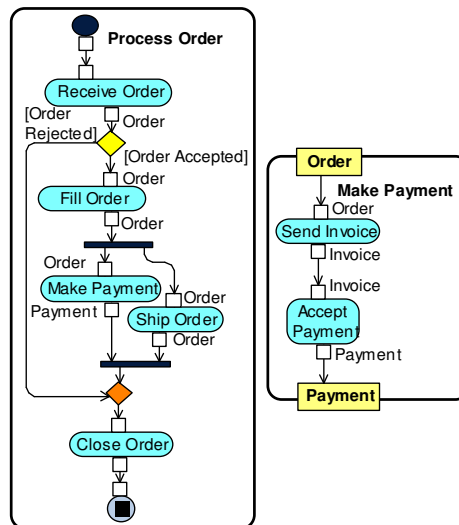 Process Order
Receive Order
[Order
Rejected]
Order
[Order Accepted]
Order
Fill Order
Order
Order
Make Payment
Order
Payment
Ship Order
Order
Close Order
Order
Make Payment
Order
Send Invoice
Invoice
Invoice
Accept
Payment
Payment
Payment